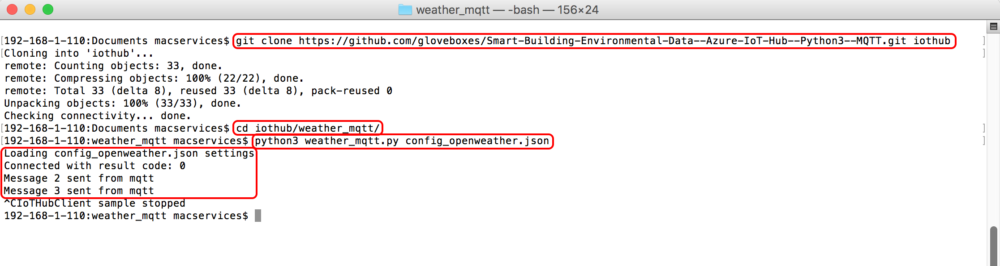 weather_mqtt — -bash — 156×24
[192-168-1-110:Documents macservices$ git clone https://github.com/gloveboxes/Smart-Building-Environmental-Data--Azure-IoT-Hub--Python3--MQTT.git iothub ]
[Cloning into 'iothub'... ]
remote: Counting objects: 33, done.
remote: Compressing objects: 100% (22/22), done.
remote: Total 33 (delta 8), reused 33 (delta 8), pack-reused 0
Unpacking objects: 100% (33/33), done.
Checking connectivity... done.
[192-168-1-110:Documents macservices$ cd iothub/weather_mqtt/ ]
[192-168-1-110:weather_mqtt macservices$ python3 weather_mqtt.py config_openweather.json ]
Loading config_openweather.json settings
Connected with result code: 0
Message 2 sent from mqtt
Message 3 sent from mqtt
^CIoTHubClient sample stopped
192-168-1-110:weather_mqtt macservices$